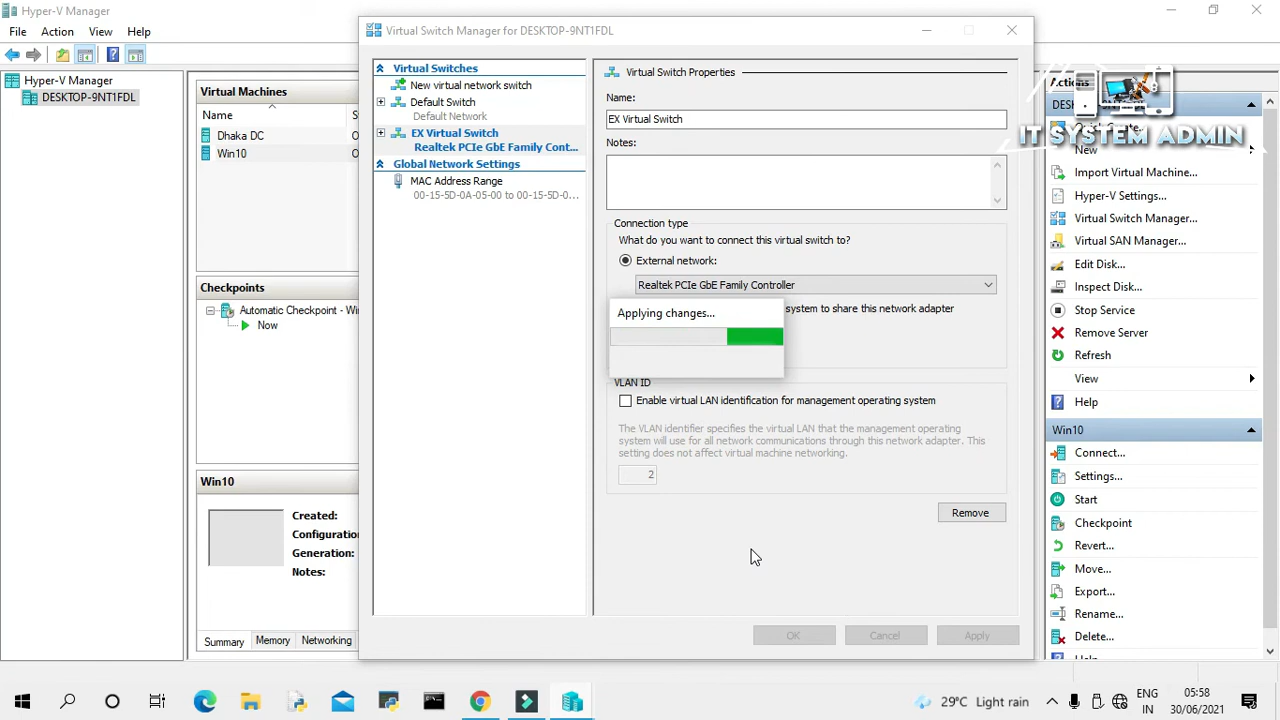 Hyper-V Manager
File Action View Help
Hyper-V Manager
DESKTOP-9NT1FDL
Virtual Machines
Name
Dhaka DC
Win10
Checkpoints
Automatic Checkpoint - Wi
Now
Win10
Created:
Configuration
Generation:
Notes:
Summary Memory Networking
Virtual Switch Manager for DESKTOP-9NT1FDL
Virtual Switches
New virtual network switch
Default Switch
Default Network
EX Virtual Switch
Realtek PCIe GbE Family Cont...
Global Network Settings
MAC Address Range
00-15-5D-0A-05-00 to 00-15-5D-0...
Virtual Switch Properties
Name:
EX Virtual Switch
Notes:
Connection type
What do you want to connect this virtual switch to?
External network:
Realtek PCIe GbE Family Controller
system to share this network adapter
Applying changes...
VLAN ID
Enable virtual LAN identification for management operating system
The VLAN identifier specifies the virtual LAN that the management operating
system will use for all network communications through this network adapter. This
setting does not affect virtual machine networking.
2
Remove
OK Cancel Apply
Actions
IT SYSTEM ADMIN
New
Import Virtual Machine...
Hyper-V Settings...
Virtual Switch Manager...
Virtual SAN Manager...
Edit Disk...
Inspect Disk...
Stop Service
Remove Server
Refresh
View
Help
Win10
Connect...
Settings...
Start
Checkpoint
Revert...
Move...
Export...
Rename...
Delete...
29°C Light rain
ENG
IN
05:58
30/06/2021